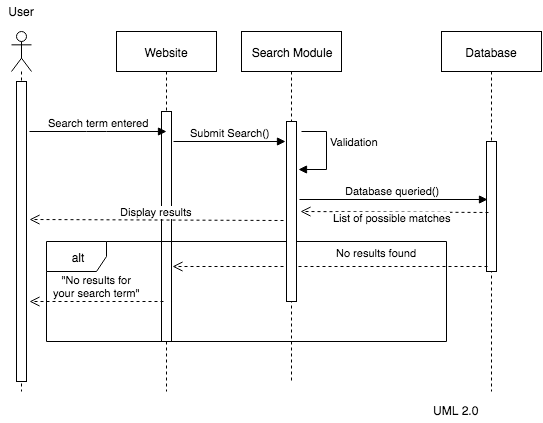 User
Website
Search Module
Database
Search term entered
Submit Search()
Validation
Database queried()
Display results
List of possible matches
alt
No results found
"No results for
your search term"
UML 2.0